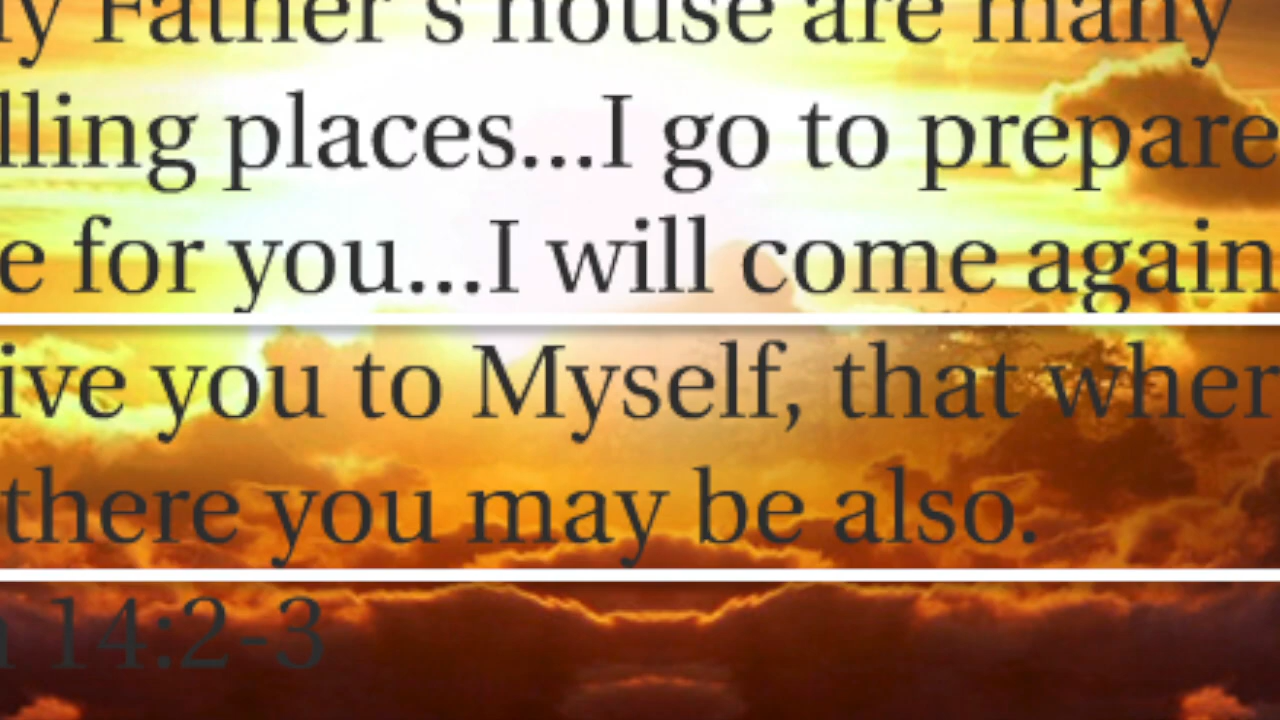 ly Father's house are many
lling places...I go to prepare
e for you...I will come again
ive you to Myself, that wher
there you may be also.
14:2-3